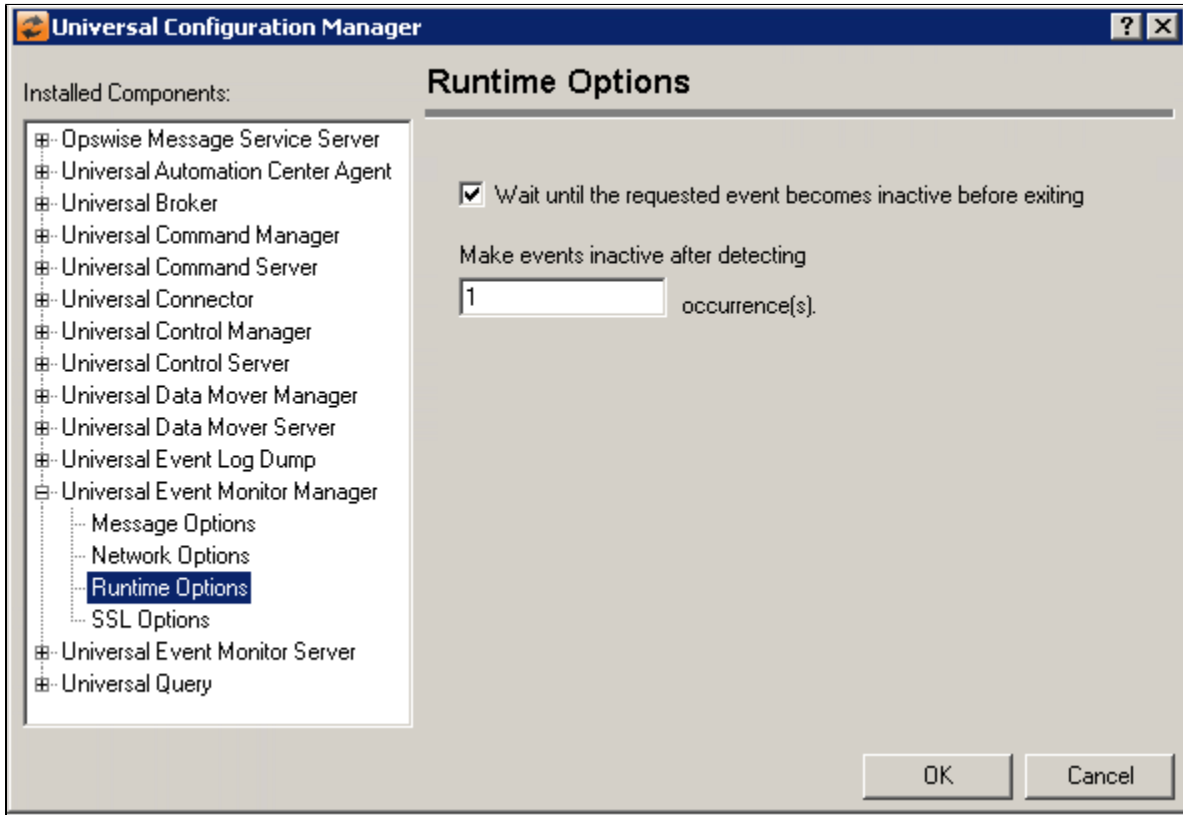 Universal Configuration Manager
Installed Components:
Opswise Message Service Server
Universal Automation Center Agent
Universal Broker
Universal Command Manager
Universal Command Server
Universal Connector
Universal Control Manager
Universal Control Server
Universal Data Mover Manager
Universal Data Mover Server
Universal Event Log Dump
Universal Event Monitor Manager
Message Options
Network Options
Runtime Options
SSL Options
Universal Event Monitor Server
Universal Query
Runtime Options
Wait until the requested event becomes inactive before exiting
Make events inactive after detecting
1 occurrence(s).
OK Cancel